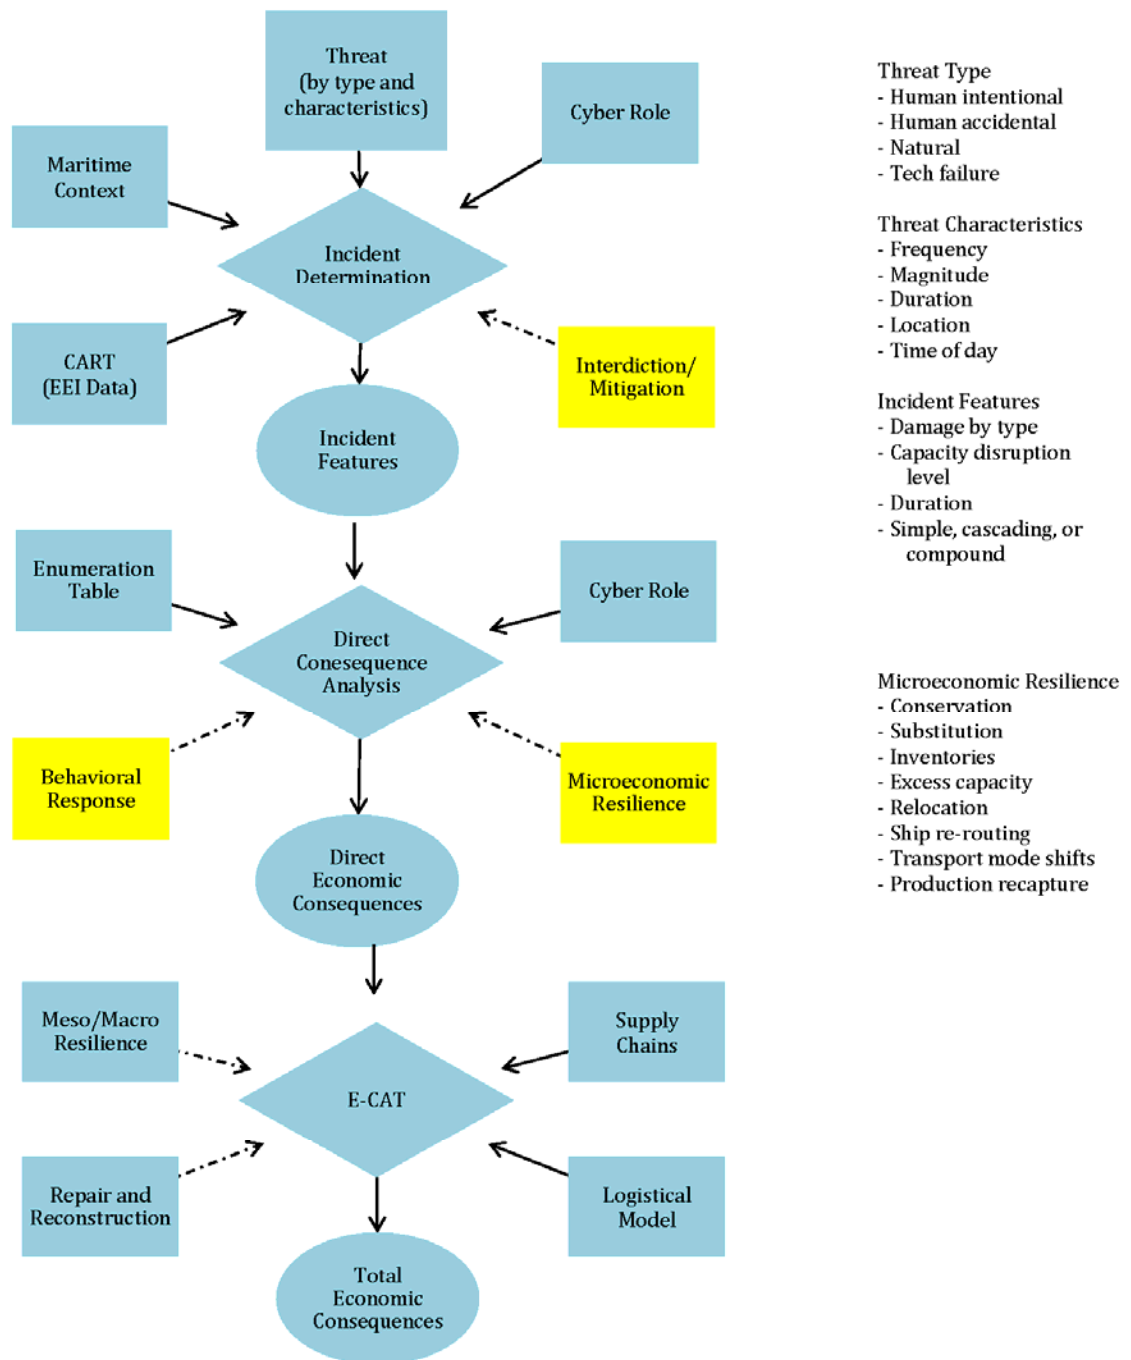 Threat
(by type and
characteristics)
Cyber Role
Maritime
Context
Incident
Determination
CART
(EEI Data)
Interdiction/
Mitigation
Incident
Features
Enumeration
Table
Cyber Role
Direct
Conesequence
Analysis
Behavioral
Response
Microeconomic
Resilience
Direct
Economic
Consequences
Meso/Macro
Resilience
Supply
Chains
E-CAT
Repair and
Reconstruction
Logistical
Model
Total
Economic
Consequences
Threat Type
- Human intentional
- Human accidental
- Natural
- Tech failure
Threat Characteristics
- Frequency
- Magnitude
- Duration
- Location
- Time of day
Incident Features
- Damage by type
- Capacity disruption
level
- Duration
- Simple, cascading, or
compound
Microeconomic Resilience
- Conservation
- Substitution
- Inventories
- Excess capacity
- Relocation
- Ship re-routing
- Transport mode shifts
- Production recapture